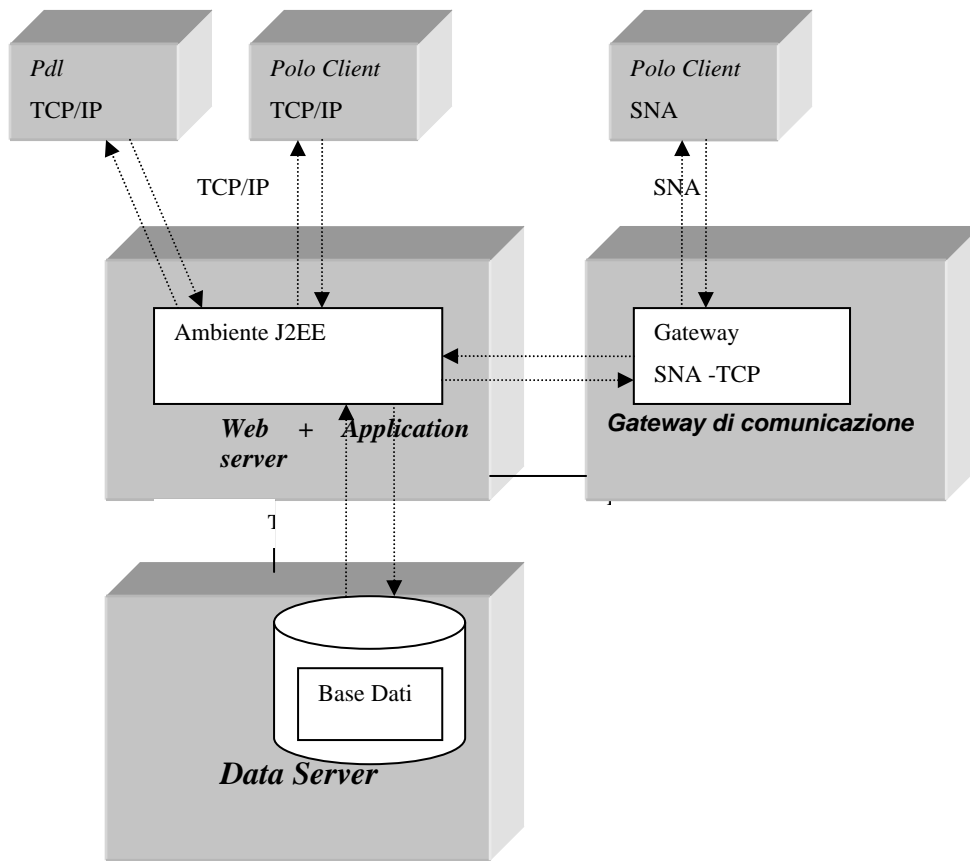 Pdl
TCP/IP
Polo Client
TCP/IP
Polo Client
SNA
TCP/IP
SNA
Ambiente J2EE
Gateway
SNA -TCP
Web + Application
server
Gateway di comunicazione
Base Dati
Data Server